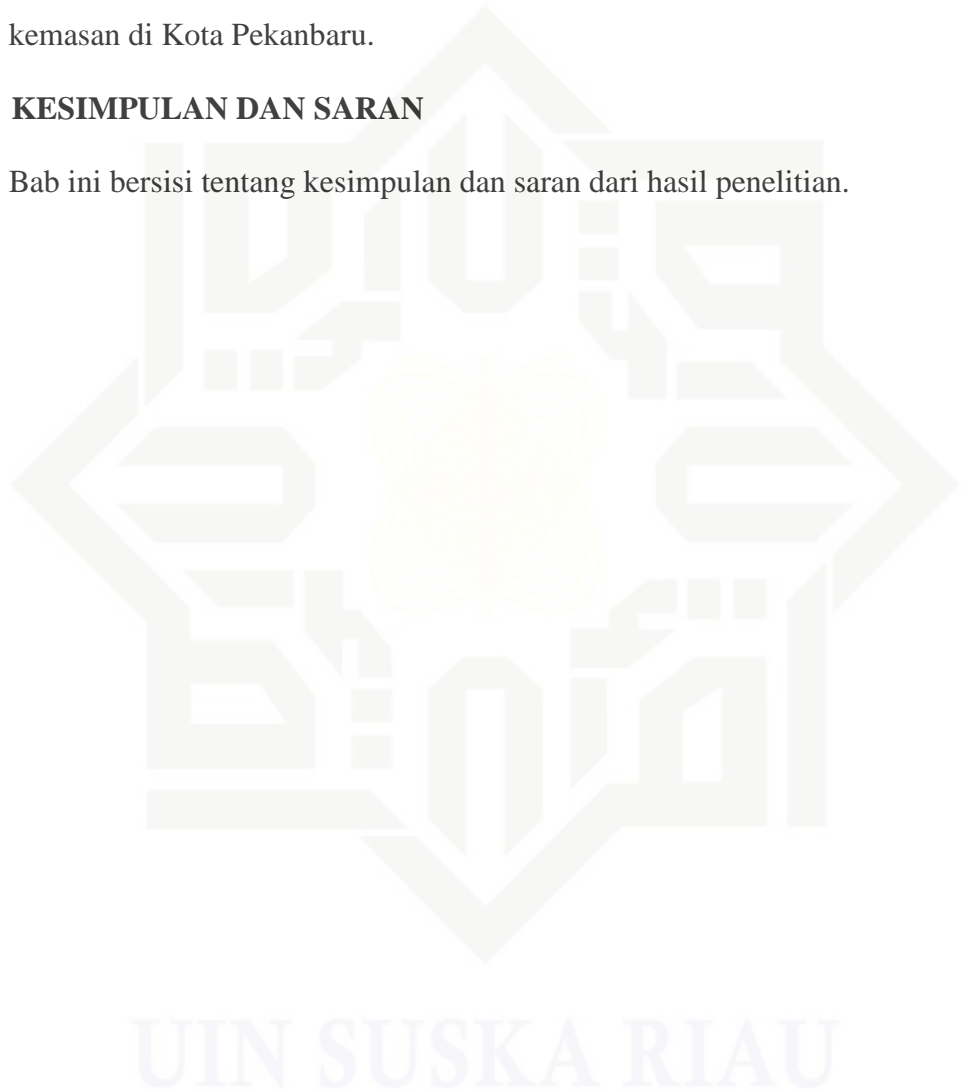 kemasan di Kota Pekanbaru.
KESIMPULAN DAN SARAN
Bab ini bersisi tentang kesimpulan dan saran dari hasil penelitian.
UIN SUSKA RIAU